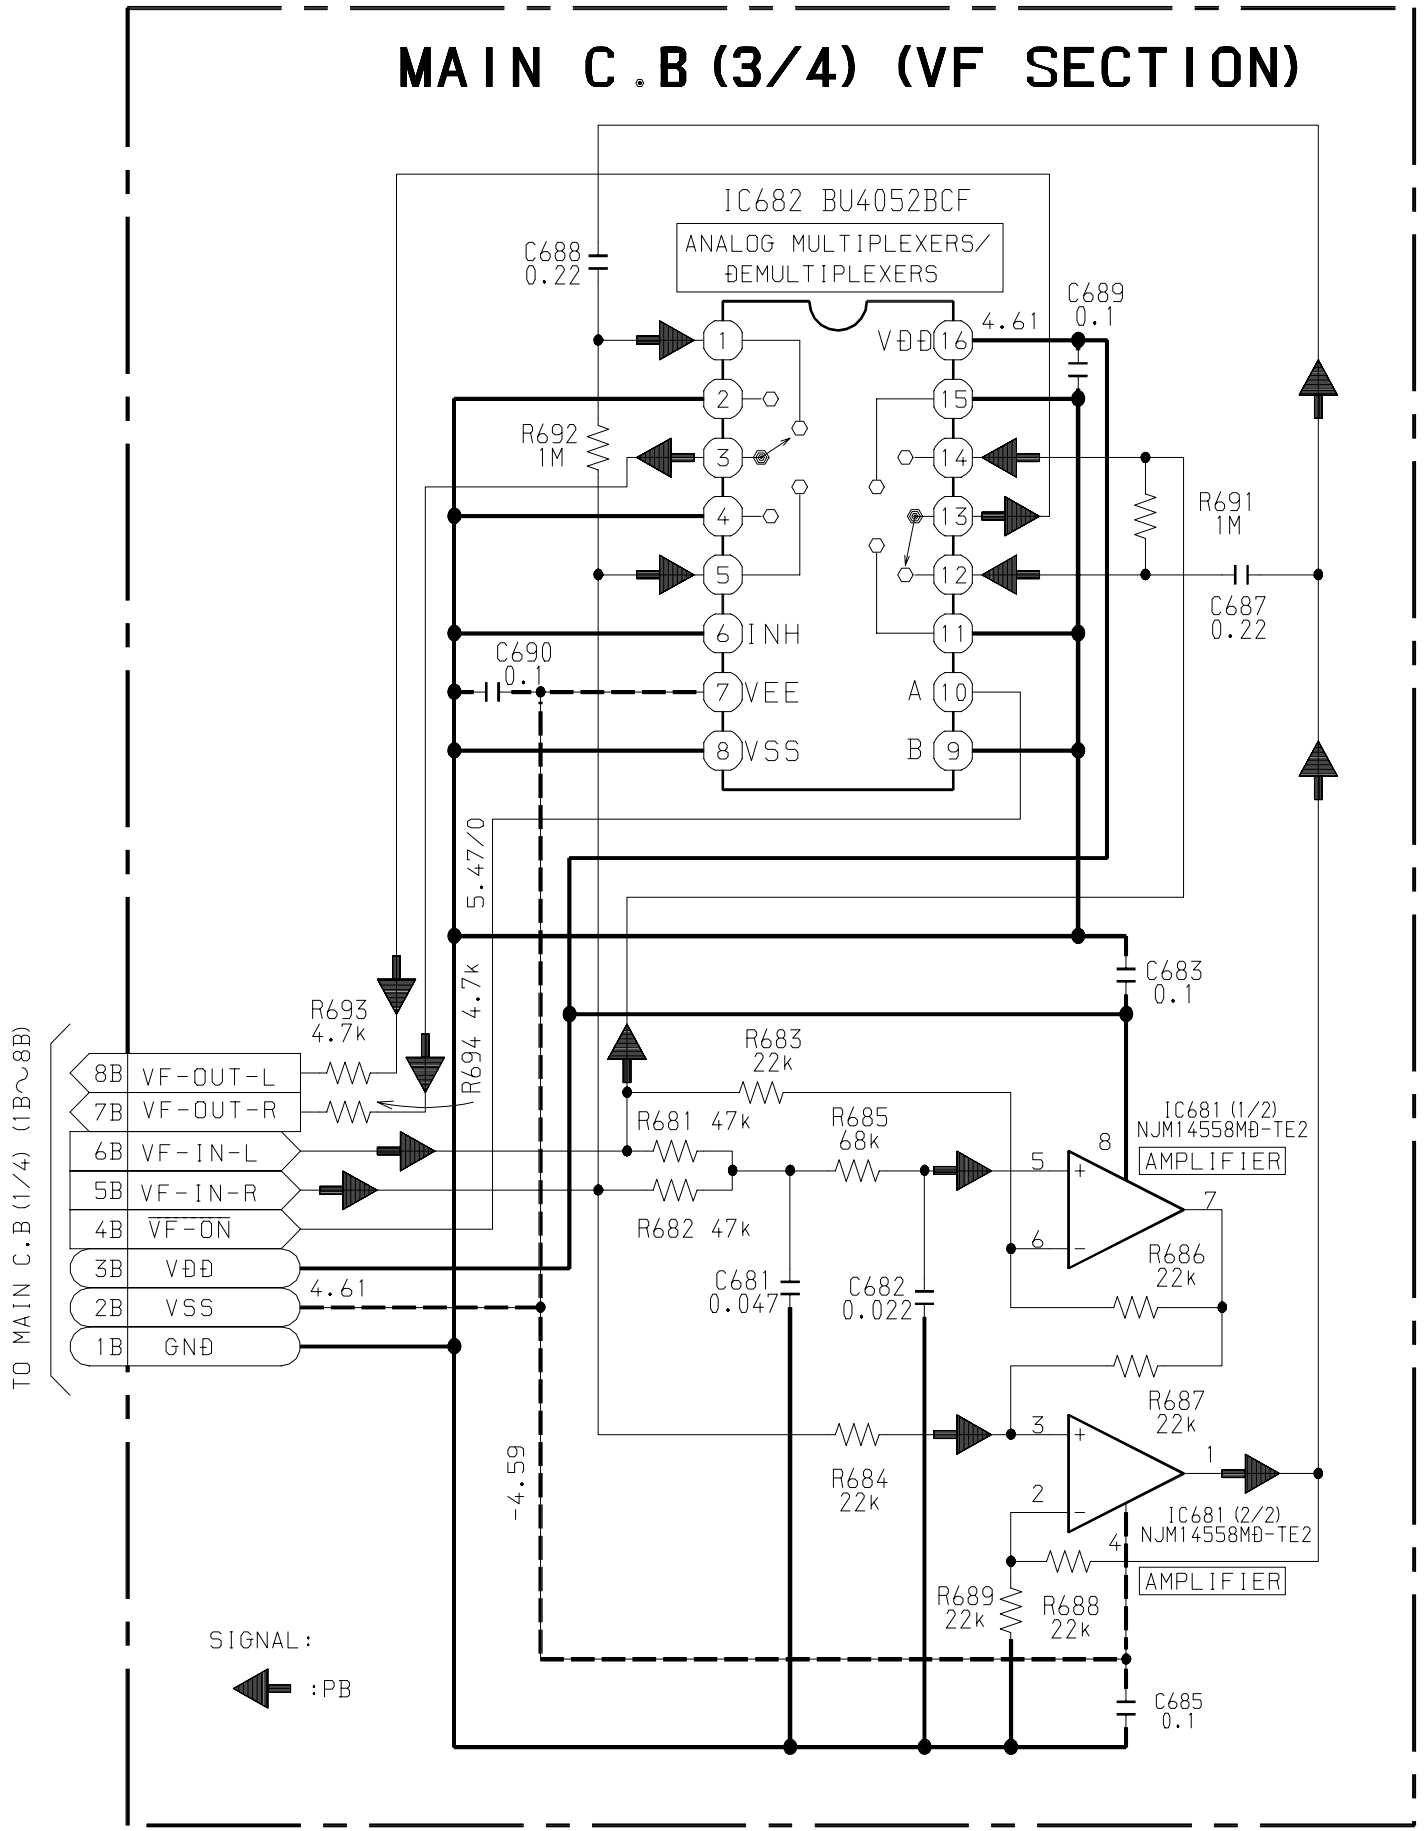 MAIN C.B (3/4) (VF SECTION)
IC682 BU4052BCF
ANALOG MULTIPLEXERS/
DEMULTIPLEXERS
C688
0.22
C689
0.1
4.61
1
2
3
4
5
6 INH
7 VEE
8 VSS
VDD 16
15
14
13
12
11
A 10
B 9
R692
1M
R691
1M
C687
0.22
C690
0.1
5.47/0
C683
0.1
R693
4.7k
R694 4.7k
TO MAIN C.B (1/4) (1B~8B)
8B VF-OUT-L
7B VF-OUT-R
6B VF-IN-L
5B VF-IN-R
4B VF-ON
3B VDD
2B VSS
1B GND
4.61
R683
22k
R681 47k
R682 47k
R685
68k
C681
0.047
C682
0.022
IC681 (1/2)
NJM14558MD-TE2
AMPLIFIER
8
5
+
6
-
7
R686
22k
R687
22k
R684
22k
3
+
2
-
1
4
IC681 (2/2)
NJM14558MD-TE2
AMPLIFIER
R689
22k
R688
22k
-4.59
C685
0.1
SIGNAL:
:PB